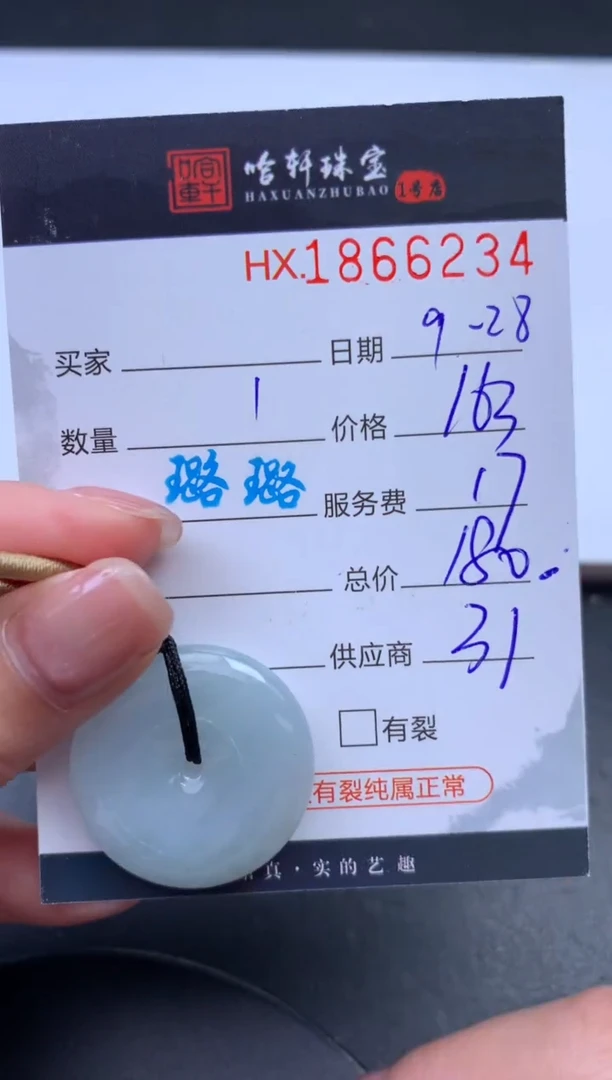 哈轩珠宝
HAXUANZHUBAO 1号店
HX.1866234
买家 日期 9-28
数量 1 价格 163
璐璐 服务费 17
总价 180.
供应商 31
有裂
有裂纯属正常
真·实的艺趣